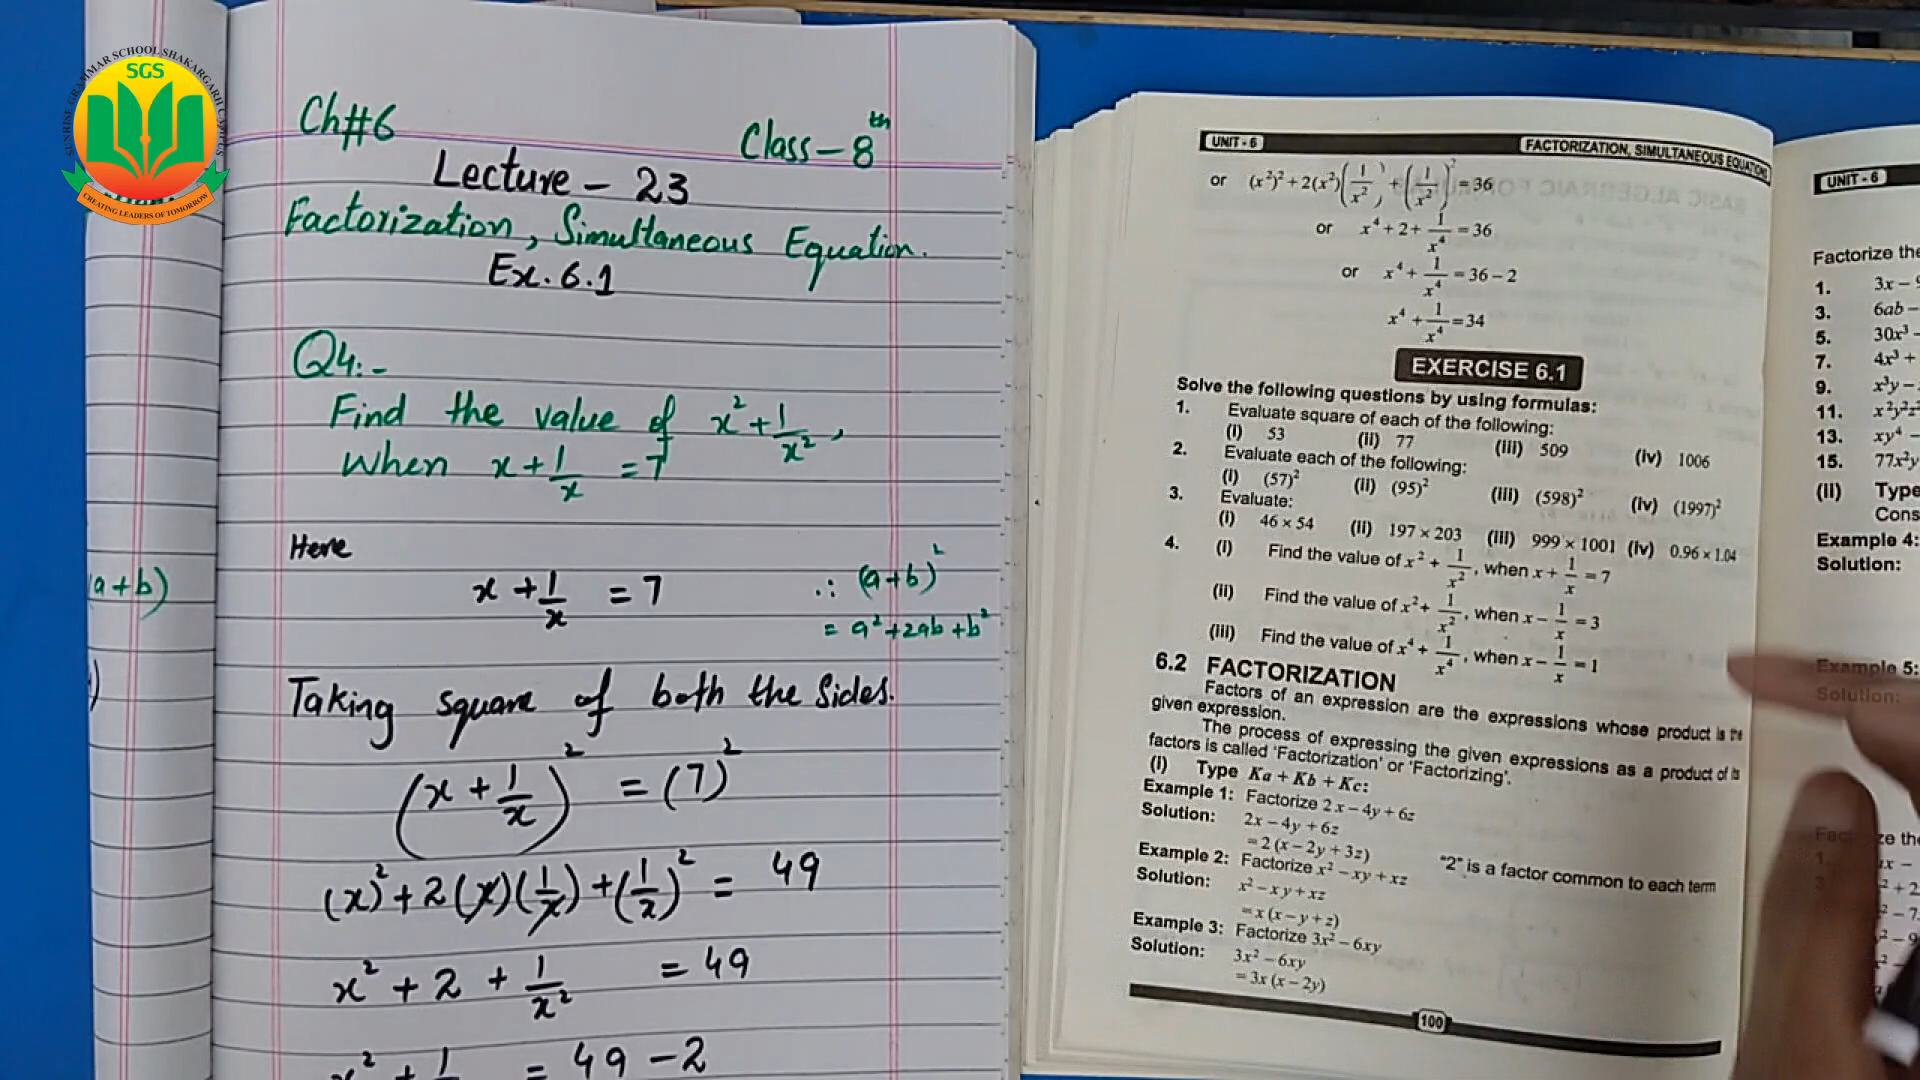 SUNRISE GRAMMAR SCHOOL SHAKARGARH CAMPUS
SGS
CREATING LEADERS OF TOMORROW
Ch#6
Class - 8th
Lecture - 23
Factorization, Simultaneous Equation.
Ex. 6.1
Q4:-
Find the value of x² + 1/x²,
When x + 1/x = 7
Here
x + 1/x = 7
∴ (a+b)²
= a² + 2ab + b²
Taking square of both the Sides.
(x + 1/x)² = (7)²
(x)² + 2(x)(1/x) + (1/x)² = 49
x² + 2 + 1/x² = 49
= 49 - 2
a+b)
UNIT - 6
FACTORIZATION, SIMULTANEOUS EQUATIONS
or (x²)² + 2(x²)(1/x²) + (1/x²)² = 36
or x⁴ + 2 + 1/x⁴ = 36
or x⁴ + 1/x⁴ = 36 - 2
x⁴ + 1/x⁴ = 34
EXERCISE 6.1
Solve the following questions by using formulas:
1. Evaluate square of each of the following:
(i) 53 (ii) 77 (iii) 509 (iv) 1006
2. Evaluate each of the following:
(i) (57)² (ii) (95)² (iii) (598)² (iv) (1997)²
3. Evaluate:
(i) 46 × 54 (ii) 197 × 203 (iii) 999 × 1001 (iv) 0.96 × 1.04
4. (i) Find the value of x² + 1/x², when x + 1/x = 7
(ii) Find the value of x² + 1/x², when x - 1/x = 3
(iii) Find the value of x⁴ + 1/x⁴, when x - 1/x = 1
6.2 FACTORIZATION
Factors of an expression are the expressions whose product is the
given expression.
The process of expressing the given expressions as a product of its
factors is called 'Factorization' or 'Factorizing'.
(i) Type Ka + Kb + Kc:
Example 1: Factorize 2x - 4y + 6z
Solution: 2x - 4y + 6z
= 2 (x - 2y + 3z) "2" is a factor common to each term
Example 2: Factorize x² - xy + xz
Solution: x² - xy + xz
= x (x - y + z)
Example 3: Factorize 3x² - 6xy
Solution: 3x² - 6xy
= 3x (x - 2y)
100
UNIT - 6
Factorize the
1. 3x -
3. 6ab -
5. 30x³ -
7. 4x³ +
9. x³y -
11.
13. xy⁴ -
15. 77x²y
(ii) Type
Cons
Example 4:
Solution:
Example 5:
Solution: